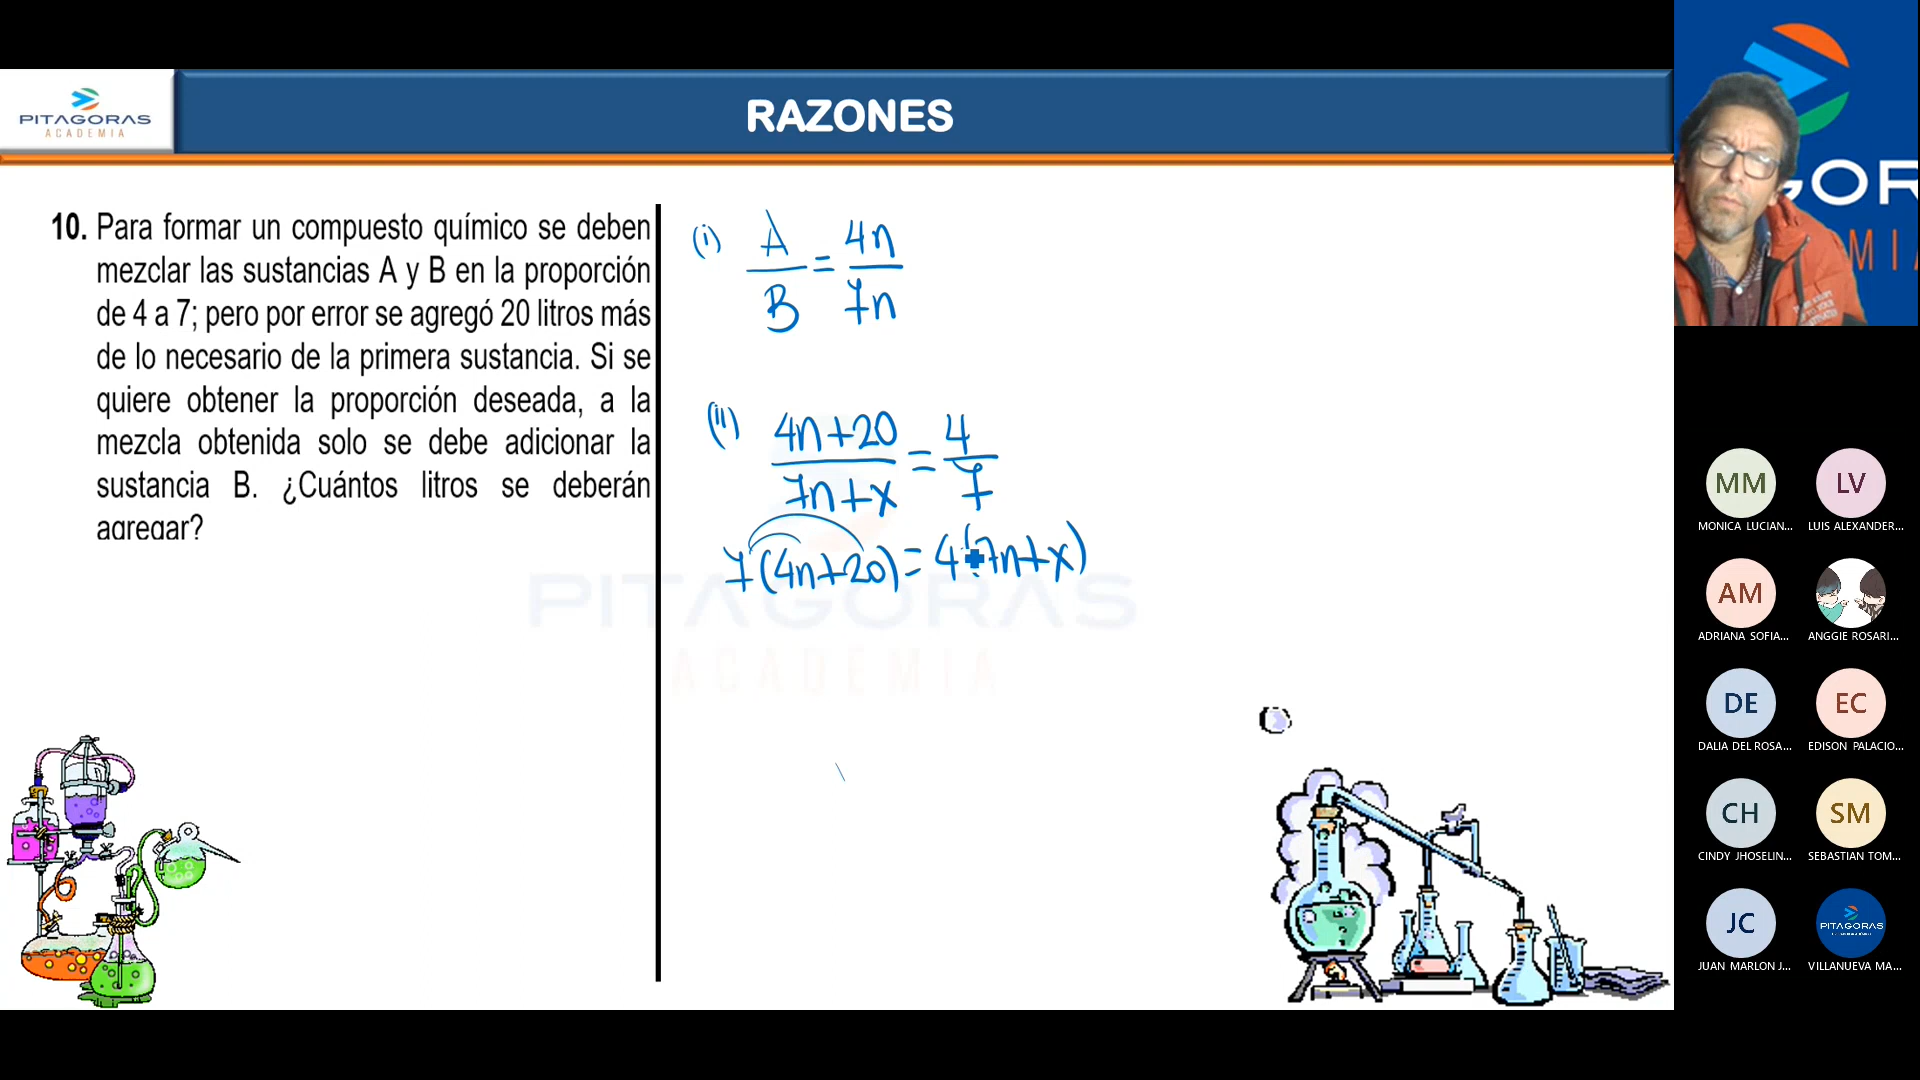 PITAGORAS
ACADEMIA
RAZONES
10. Para formar un compuesto químico se deben
mezclar las sustancias A y B en la proporción
de 4 a 7; pero por error se agregó 20 litros más
de lo necesario de la primera sustancia. Si se
quiere obtener la proporción deseada, a la
mezcla obtenida solo se debe adicionar la
sustancia B. ¿Cuántos litros se deberán
agregar?
(i) A/B = 4n/7n
(ii) 4n+20/7n+x = 4/7
7(4n+20) = 4(7n+x)
PITAGORAS
ACADEMIA
GOR
MIA
MM
MONICA LUCIAN...
LV
LUIS ALEXANDER...
AM
ADRIANA SOFIA...
ANGGIE ROSARI...
DE
DALIA DEL ROSA...
EC
EDISON PALACIO...
CH
CINDY JHOSELIN...
SM
SEBASTIAN TOM...
JC
JUAN MARLON J...
PITAGORAS
VILLANUEVA MA...